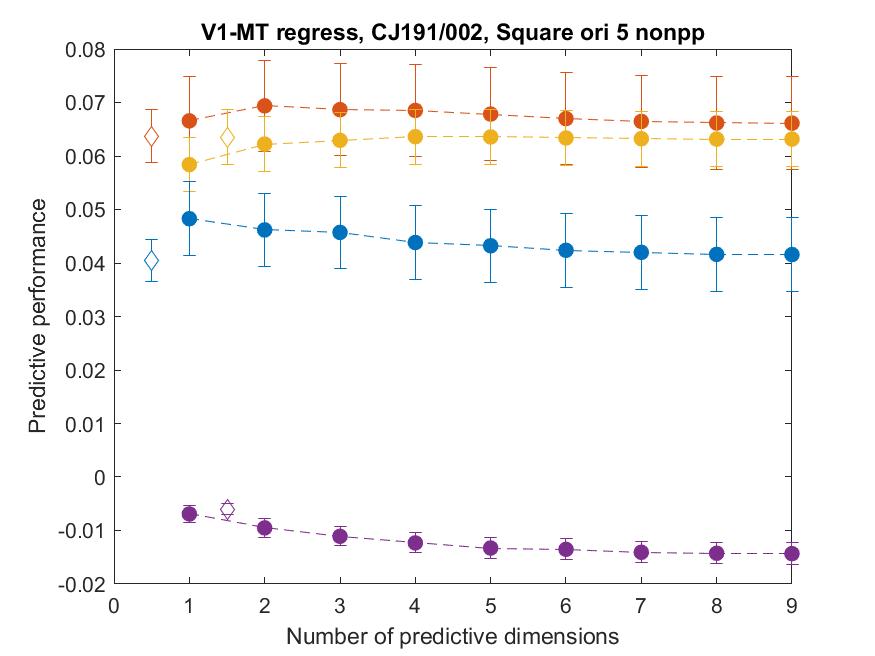 V1-MT regress, CJ191/002, Square ori 5 nonpp
0.08
0.07
0.06
0.05
0.04
0.03
0.02
0.01
0
-0.01
-0.02
Predictive performance
0 1 2 3 4 5 6 7 8 9
Number of predictive dimensions